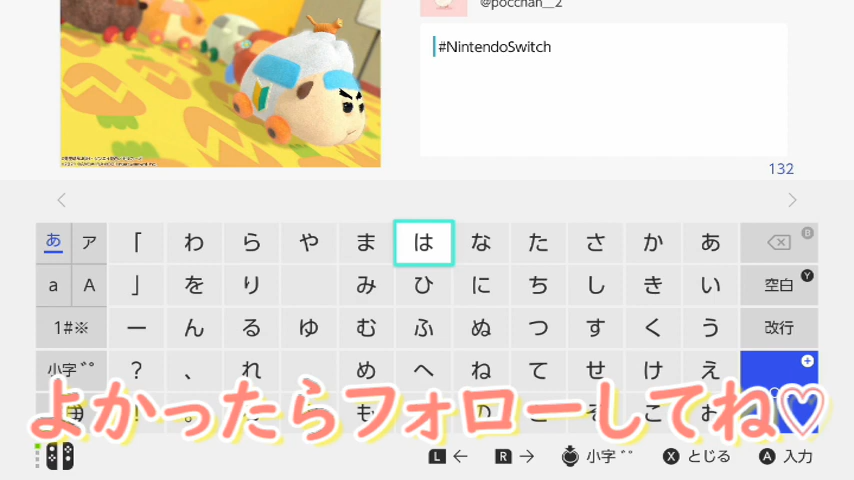 @pocchan__2
#NintendoSwitch
132
あ ア 「 わ ら や ま は な た さ か あ
a A 」 を り み ひ に ち し き い 空白
1#※ ー ん る ゆ む ふ ぬ つ す く う 改行
小字゛゜ ? 、 れ め へ ね て せ け え
よかったらフォローしてね♡
L ← R → 小字゛゜ X とじる A 入力